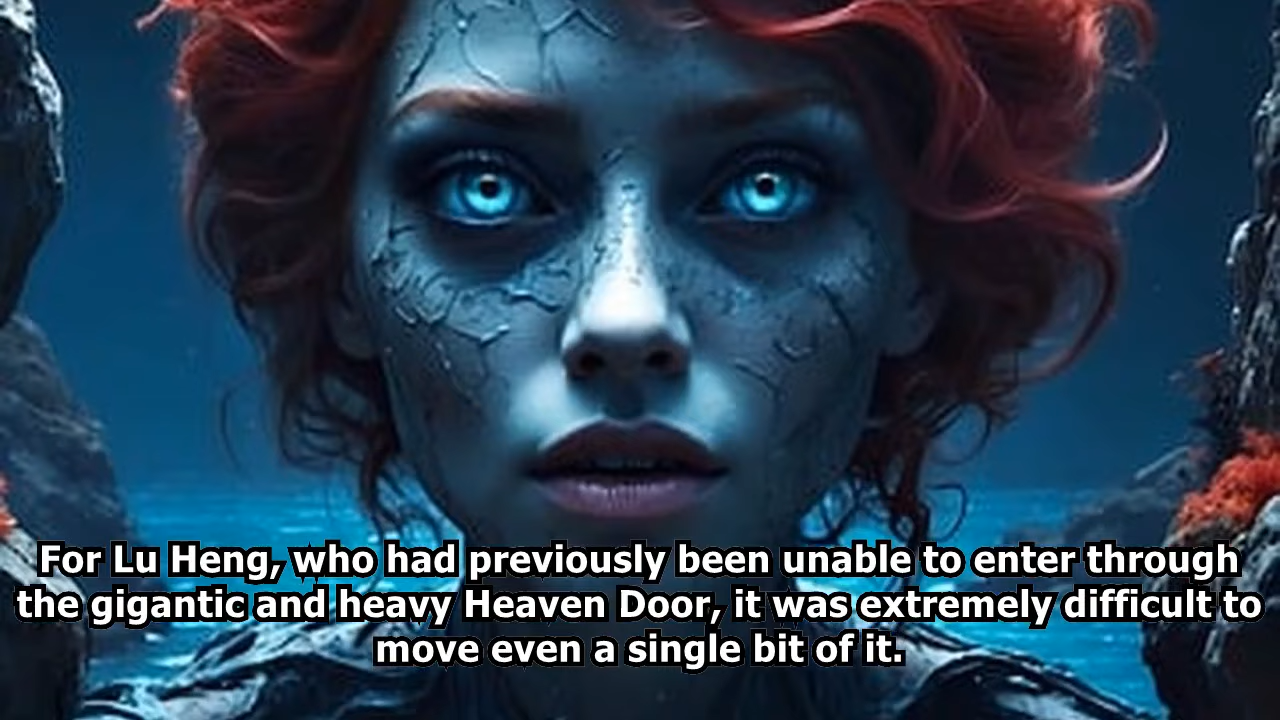 For Lu Heng, who had previously been unable to enter through
the gigantic and heavy Heaven Door, it was extremely difficult to
move even a single bit of it.